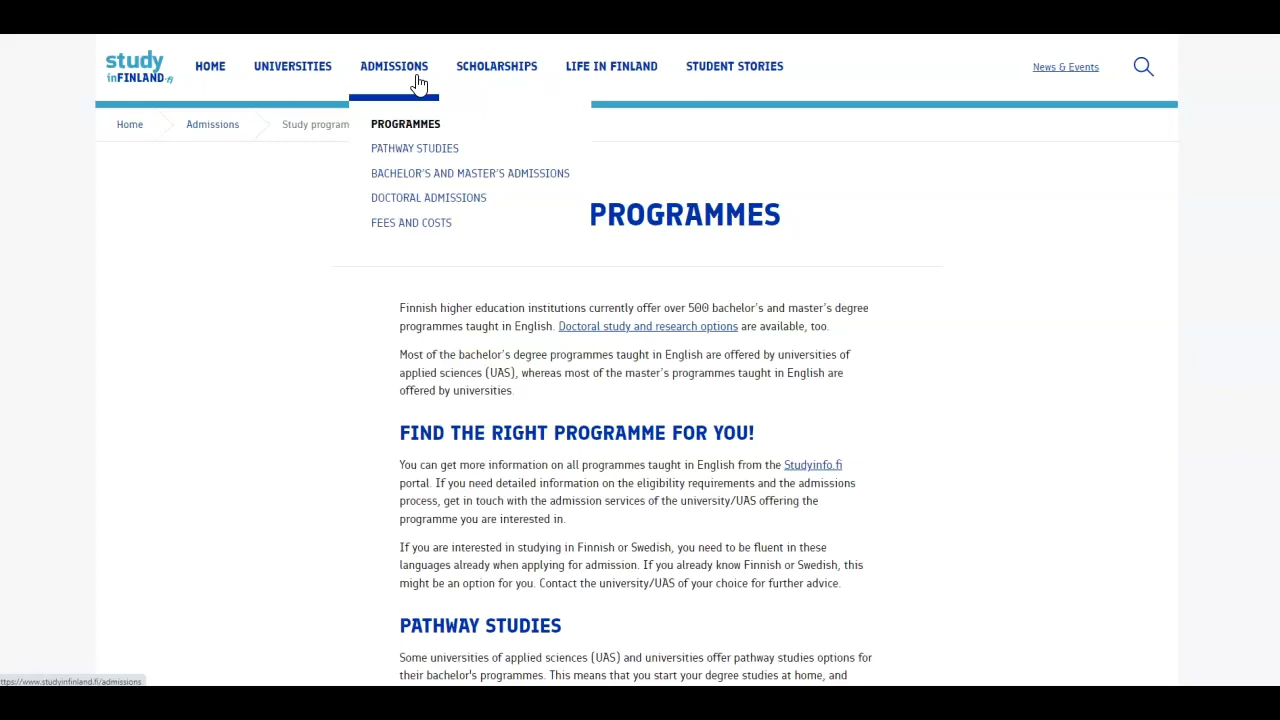 study
inFINLAND.fi
HOME
UNIVERSITIES
ADMISSIONS
SCHOLARSHIPS
LIFE IN FINLAND
STUDENT STORIES
News & Events
Home
Admissions
Study program
PROGRAMMES
PATHWAY STUDIES
BACHELOR'S AND MASTER'S ADMISSIONS
DOCTORAL ADMISSIONS
FEES AND COSTS
PROGRAMMES
Finnish higher education institutions currently offer over 500 bachelor's and master's degree
programmes taught in English. Doctoral study and research options are available, too.
Most of the bachelor's degree programmes taught in English are offered by universities of
applied sciences (UAS), whereas most of the master's programmes taught in English are
offered by universities.
FIND THE RIGHT PROGRAMME FOR YOU!
You can get more information on all programmes taught in English from the Studyinfo.fi
portal. If you need detailed information on the eligibility requirements and the admissions
process, get in touch with the admission services of the university/UAS offering the
programme you are interested in.
If you are interested in studying in Finnish or Swedish, you need to be fluent in these
languages already when applying for admission. If you already know Finnish or Swedish, this
might be an option for you. Contact the university/UAS of your choice for further advice.
PATHWAY STUDIES
Some universities of applied sciences (UAS) and universities offer pathway studies options for
their bachelor's programmes. This means that you start your degree studies at home, and
ttps://www.studyinfinland.fi/admissions